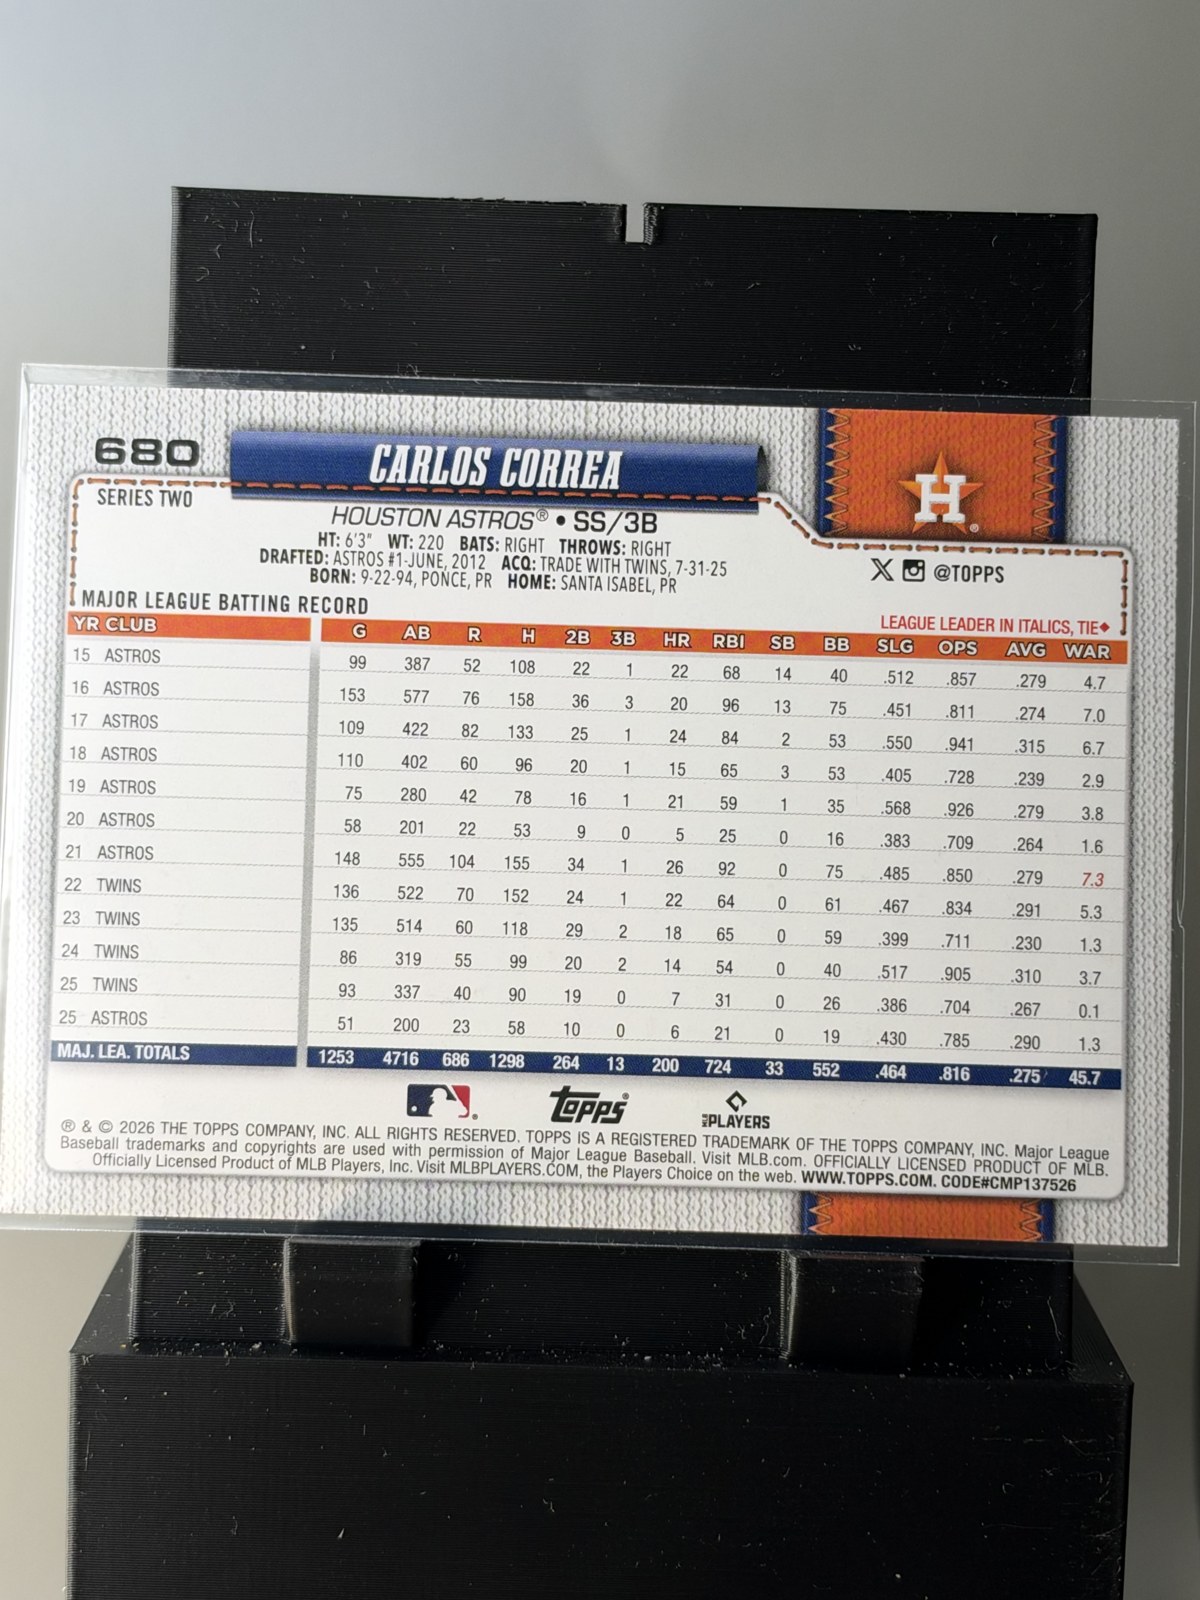 680
CARLOS CORREA
H®
SERIES TWO
HOUSTON ASTROS® • SS/3B
HT: 6'3" WT: 220 BATS: RIGHT THROWS: RIGHT
DRAFTED: ASTROS #1-JUNE, 2012 ACQ: TRADE WITH TWINS, 7-31-25
BORN: 9-22-94, PONCE, PR HOME: SANTA ISABEL, PR
@TOPPS
MAJOR LEAGUE BATTING RECORD
LEAGUE LEADER IN ITALICS, TIE◆
YR CLUB G AB R H 2B 3B HR RBI SB BB SLG OPS AVG WAR
15 ASTROS 99 387 52 108 22 1 22 68 14 40 .512 .857 .279 4.7
16 ASTROS 153 577 76 158 36 3 20 96 13 75 .451 .811 .274 7.0
17 ASTROS 109 422 82 133 25 1 24 84 2 53 .550 .941 .315 6.7
18 ASTROS 110 402 60 96 20 1 15 65 3 53 .405 .728 .239 2.9
19 ASTROS 75 280 42 78 16 1 21 59 1 35 .568 .926 .279 3.8
20 ASTROS 58 201 22 53 9 0 5 25 0 16 .383 .709 .264 1.6
21 ASTROS 148 555 104 155 34 1 26 92 0 75 .485 .850 .279 7.3
22 TWINS 136 522 70 152 24 1 22 64 0 61 .467 .834 .291 5.3
23 TWINS 135 514 60 118 29 2 18 65 0 59 .399 .711 .230 1.3
24 TWINS 86 319 55 99 20 2 14 54 0 40 .517 .905 .310 3.7
25 TWINS 93 337 40 90 19 0 7 31 0 26 .386 .704 .267 0.1
25 ASTROS 51 200 23 58 10 0 6 21 0 19 .430 .785 .290 1.3
MAJ. LEA. TOTALS 1253 4716 686 1298 264 13 200 724 33 552 .464 .816 .275 45.7
topps® MLB PLAYERS
® & © 2026 THE TOPPS COMPANY, INC. ALL RIGHTS RESERVED. TOPPS IS A REGISTERED TRADEMARK OF THE TOPPS COMPANY, INC. Major League
Baseball trademarks and copyrights are used with permission of Major League Baseball. Visit MLB.com. OFFICIALLY LICENSED PRODUCT OF MLB.
Officially Licensed Product of MLB Players, Inc. Visit MLBPLAYERS.COM, the Players Choice on the web. WWW.TOPPS.COM. CODE#CMP137526